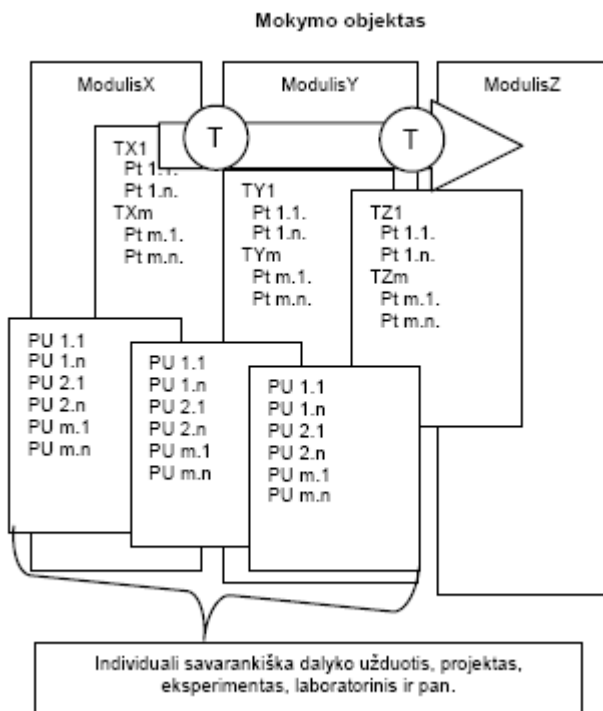 Mokymo objektas
ModulisX
ModulisY
ModulisZ
T
T
TX1
Pt 1.1.
Pt 1.n.
TXm
Pt m.1.
Pt m.n.
TY1
Pt 1.1.
Pt 1.n.
TYm
Pt m.1.
Pt m.n.
TZ1
Pt 1.1.
Pt 1.n.
TZm
Pt m.1.
Pt m.n.
PU 1.1
PU 1.n
PU 2.1
PU 2.n
PU m.1
PU m.n
PU 1.1
PU 1.n
PU 2.1
PU 2.n
PU m.1
PU m.n
PU 1.1
PU 1.n
PU 2.1
PU 2.n
PU m.1
PU m.n
Individuali savarankiška dalyko užduotis, projektas,
eksperimentas, laboratorinis ir pan.